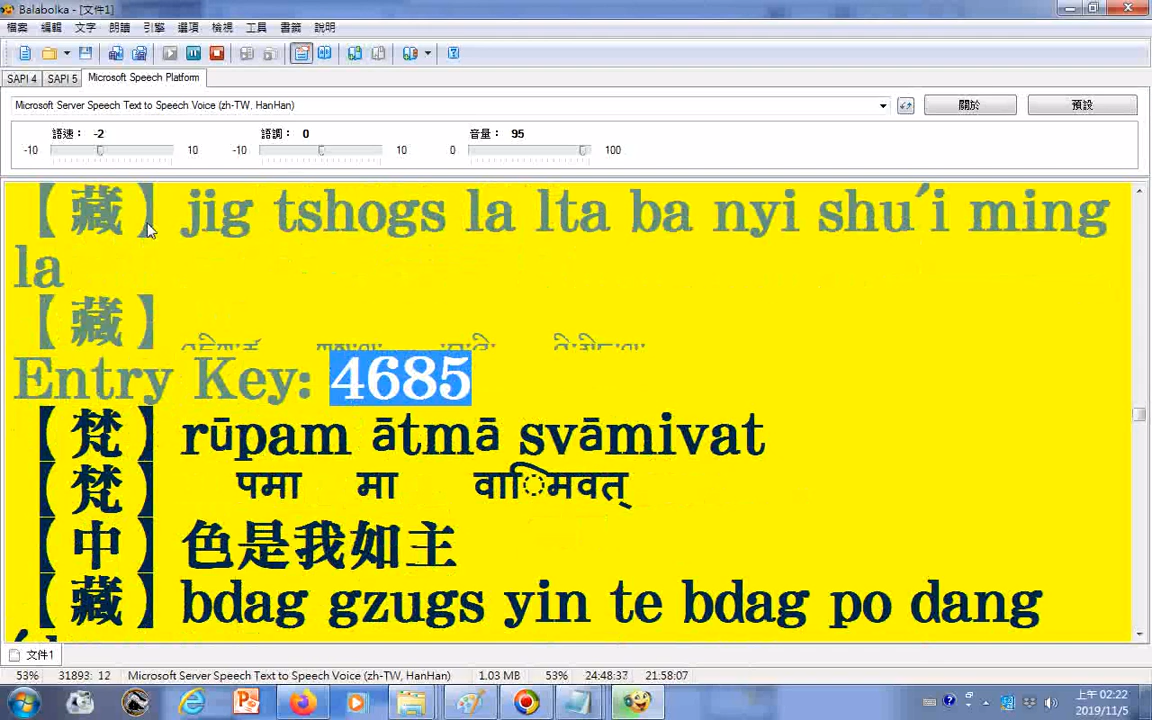 Balabolka - [文件1]
檔案 編輯 文字 朗讀 引擎 選項 檢視 工具 書籤 說明
SAPI 4 SAPI 5 Microsoft Speech Platform
Microsoft Server Speech Text to Speech Voice (zh-TW, HanHan) 關於 預設
語速： -2 語調： 0 音量： 95
-10 10 -10 10 0 100
【藏】jig tshogs la lta ba nyi shu´i ming
la
【藏】
Entry Key: 4685
【梵】rūpam ātmā svāmivat
【梵】 पमा मा वािमवत्
【中】色是我如主
【藏】bdag gzugs yin te bdag po dang
文件1
53% 31893: 12 Microsoft Server Speech Text to Speech Voice (zh-TW, HanHan) 1.03 MB 53% 24:48:37 21:58:07
上午 02:22
2019/11/5